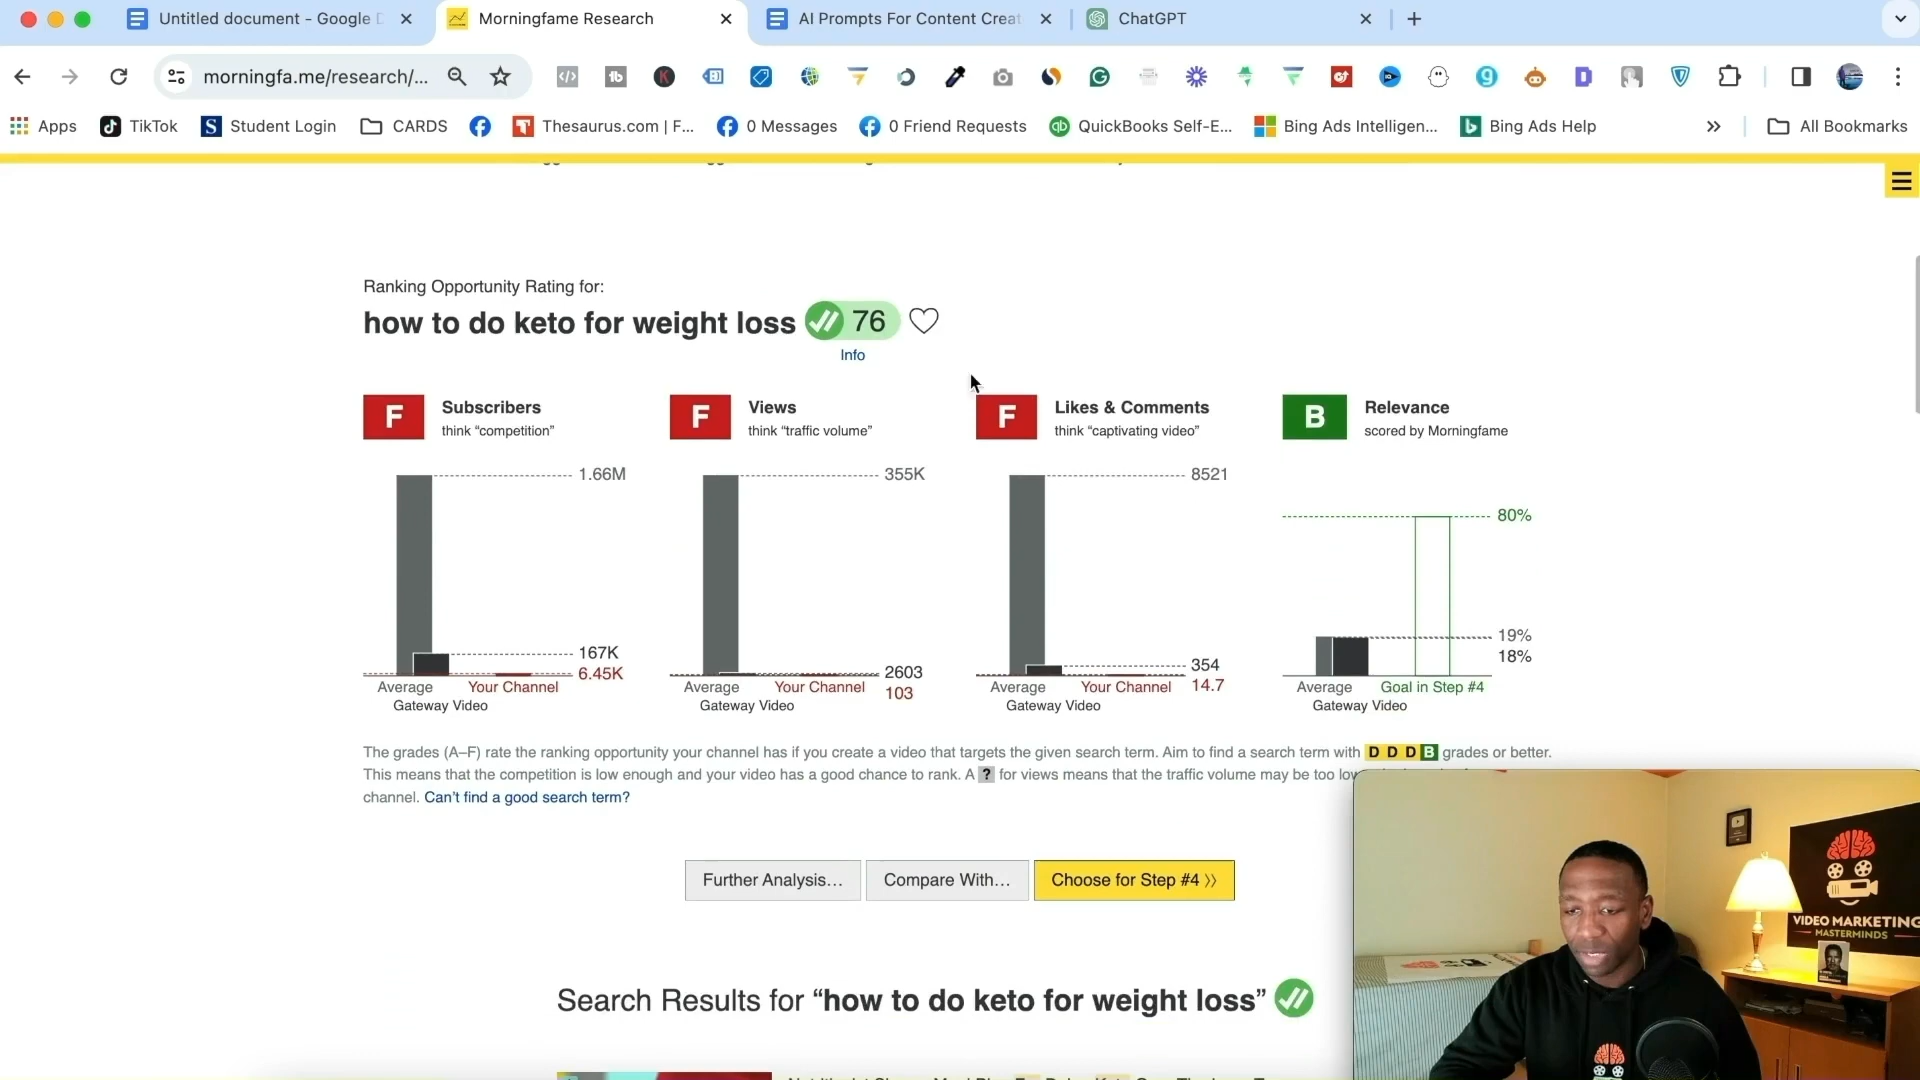 Untitled document - Google D
Morningfame Research
AI Prompts For Content Creat
ChatGPT
morningfa.me/research/...
Apps
TikTok
Student Login
CARDS
Thesaurus.com | F...
0 Messages
0 Friend Requests
QuickBooks Self-E...
Bing Ads Intelligen...
Bing Ads Help
All Bookmarks
Ranking Opportunity Rating for:
how to do keto for weight loss 76
Info
F Subscribers
think “competition”
F Views
think “traffic volume”
F Likes & Comments
think “captivating video”
B Relevance
scored by Morningfame
1.66M
167K
6.45K
Average Your Channel
Gateway Video
355K
2603
103
Average Your Channel
Gateway Video
8521
354
14.7
Average Your Channel
Gateway Video
80%
19%
18%
Average Goal in Step #4
Gateway Video
The grades (A–F) rate the ranking opportunity your channel has if you create a video that targets the given search term. Aim to find a search term with D D D B grades or better.
This means that the competition is low enough and your video has a good chance to rank. A ? for views means that the traffic volume may be too low
channel. Can't find a good search term?
Further Analysis...
Compare With...
Choose for Step #4 》
Search Results for “how to do keto for weight loss”
VIDEO MARKETING
MASTERMINDS